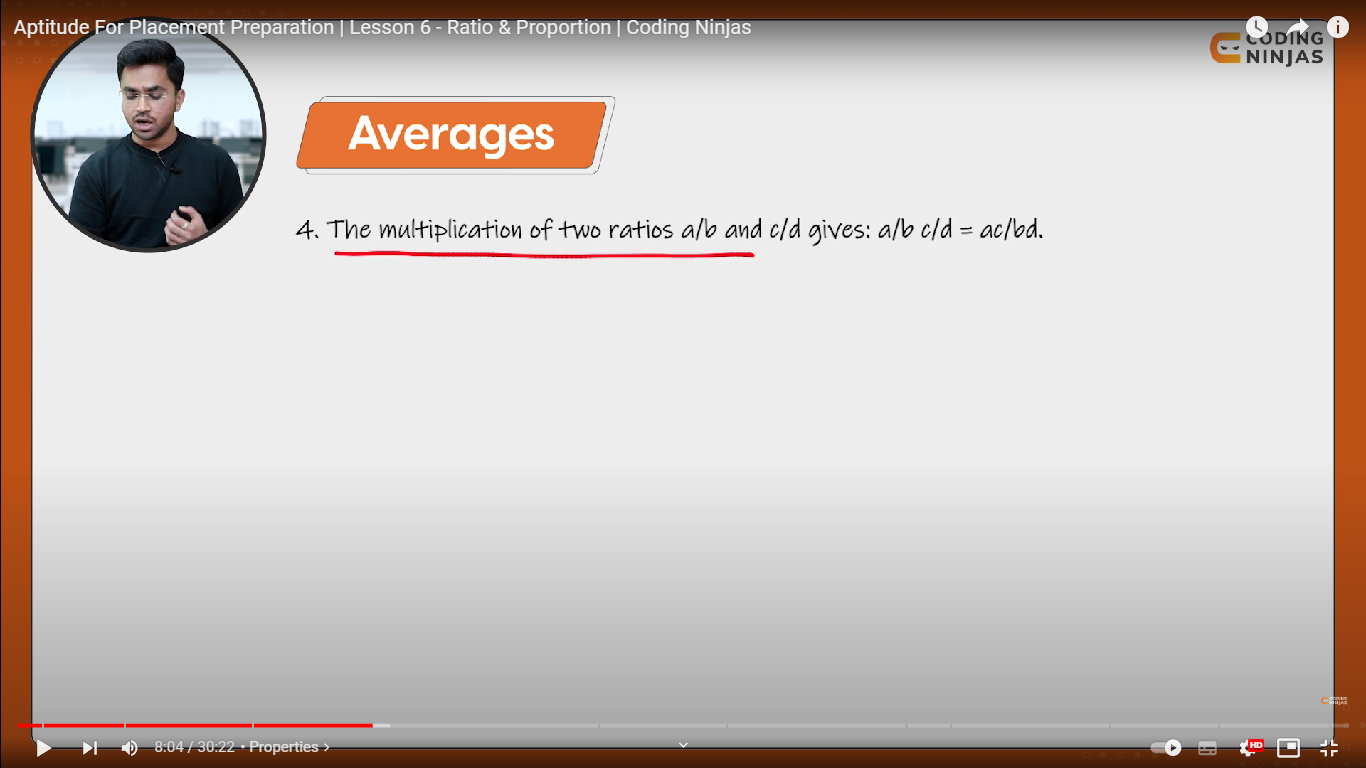 Aptitude For Placement Preparation | Lesson 6 - Ratio & Proportion | Coding Ninjas
CODING
NINJAS
Averages
4. The multiplication of two ratios a/b and c/d gives: a/b c/d = ac/bd.
CODING
NINJAS
8:04 / 30:22 • Properties >
HD